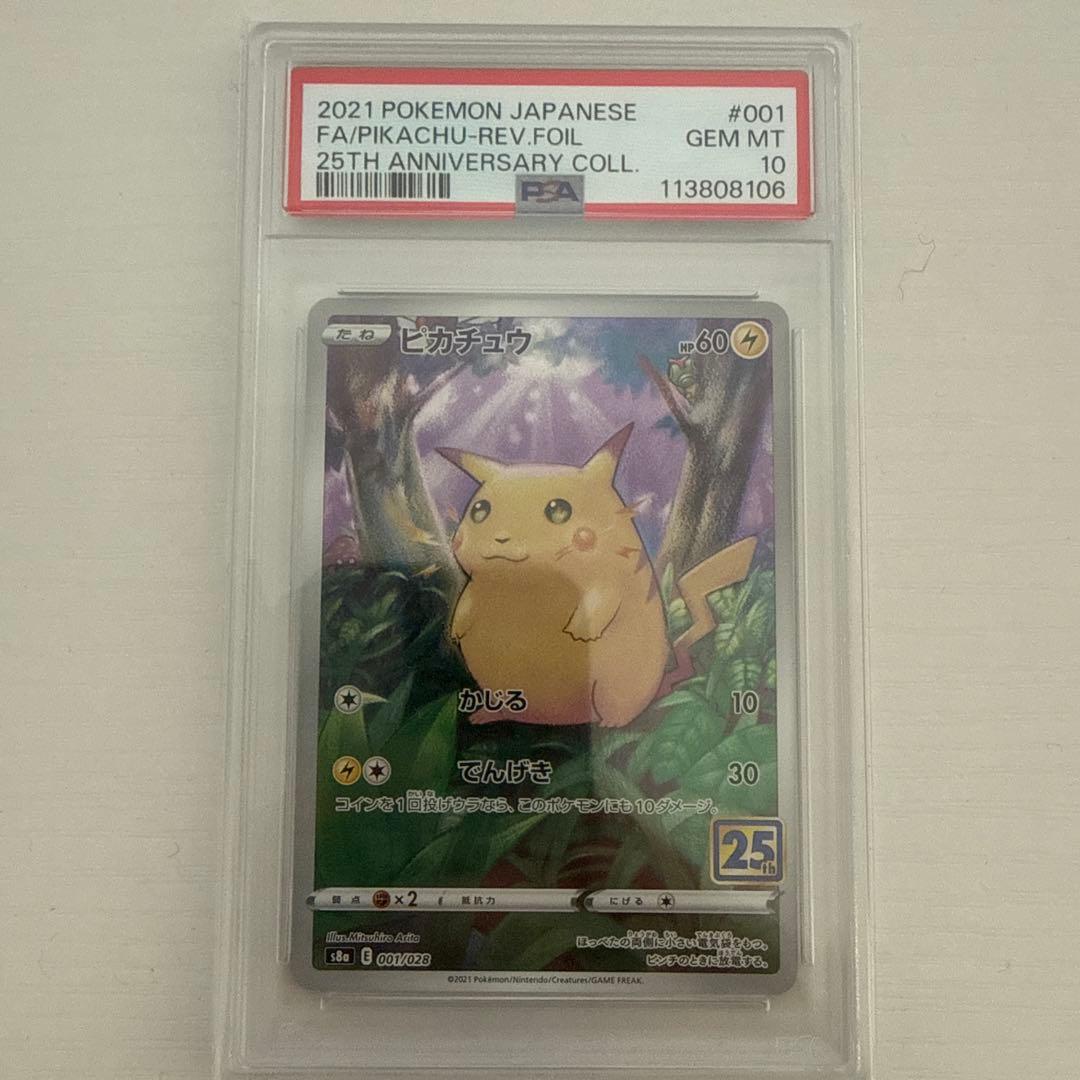 2021 POKEMON JAPANESE #001
FA/PIKACHU-REV.FOIL GEM MT
25TH ANNIVERSARY COLL. 10
PSA 113808106
たね ピカチュウ HP60
かじる 10
でんげき 30
コインを1回投げウラなら、このポケモンにも10ダメージ。
25th
弱点 ×2 抵抗力 にげる
Illus.Mitsuhiro Arita
ほっぺたの両側に小さい電気袋をもつ。
s8a E 001/028
ピンチのときに放電する。
©2021 Pokémon/Nintendo/Creatures/GAME FREAK.